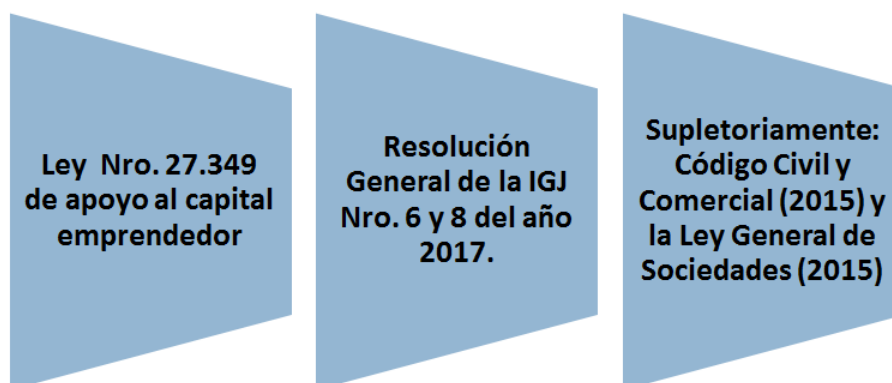 Ley Nro. 27.349
de apoyo al capital
emprendedor
Resolución
General de la IGJ
Nro. 6 y 8 del año
2017.
Supletoriamente:
Código Civil y
Comercial (2015) y
la Ley General de
Sociedades (2015)